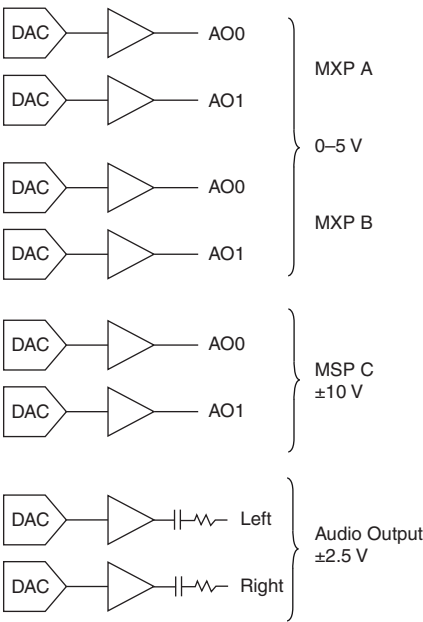 DAC AO0
DAC AO1
MXP A
0–5 V
DAC AO0
DAC AO1
MXP B
DAC AO0
DAC AO1
MSP C
±10 V
DAC Left
DAC Right
Audio Output
±2.5 V